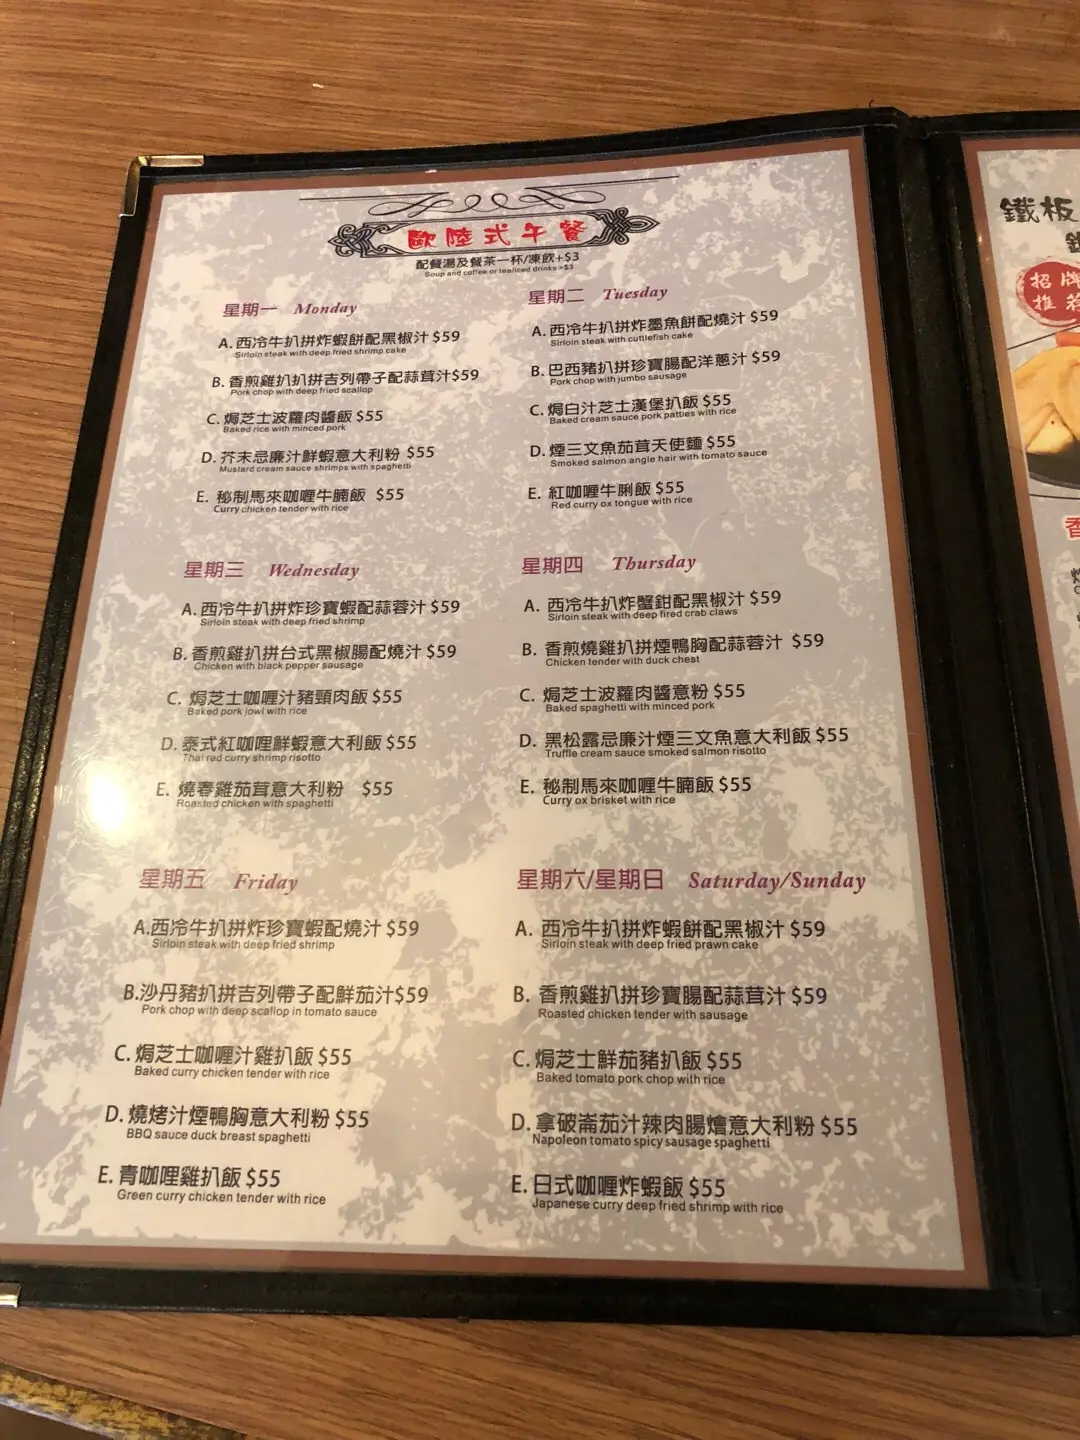 歐陸式午餐
配餐湯及餐茶一杯/凍飲+$3
Soup and coffee or tea/iced drinks +$3
星期一 Monday
A. 西冷牛扒拼炸蝦餅配黑椒汁 $59
Sirloin steak with deep fried shrimp cake
B. 香煎雞扒扒拼吉列帶子配蒜茸汁$59
Pork chop with deep fried scallop
C. 焗芝士波蘿肉醬飯 $55
Baked rice with minced pork
D. 芥末忌廉汁鮮蝦意大利粉 $55
Mustard cream sauce shrimps with spaghetti
E. 秘制馬來咖喱牛腩飯 $55
Curry chicken tender with rice
星期二 Tuesday
A. 西冷牛扒拼炸墨魚餅配燒汁 $59
Sirloin steak with cuttlefish cake
B. 巴西豬扒拼珍寶腸配洋蔥汁 $59
Pork chop with jumbo sausage
C. 焗白汁芝士漢堡扒飯 $55
Baked cream sauce pork patties with rice
D. 煙三文魚茄茸天使麵 $55
Smoked salmon angle hair with tomato sauce
E. 紅咖喱牛脷飯 $55
Red curry ox tongue with rice
星期三 Wednesday
A. 西冷牛扒拼炸珍寶蝦配蒜蓉汁 $59
Sirloin steak with deep fried shrimp
B. 香煎雞扒拼台式黑椒腸配燒汁 $59
Chicken with black pepper sausage
C. 焗芝士咖喱汁豬頸肉飯 $55
Baked pork jowl with rice
D. 泰式紅咖哩鮮蝦意大利飯 $55
Thai red curry shrimp risotto
E. 燒春雞茄茸意大利粉 $55
Roasted chicken with spaghetti
星期四 Thursday
A. 西冷牛扒炸蟹鉗配黑椒汁 $59
Sirloin steak with deep fired crab claws
B. 香煎燒雞扒拼煙鴨胸配蒜蓉汁 $59
Chicken tender with duck chest
C. 焗芝士波蘿肉醬意粉 $55
Baked spaghetti with minced pork
D. 黑松露忌廉汁煙三文魚意大利飯 $55
Truffle cream sauce smoked salmon risotto
E. 秘制馬來咖喱牛腩飯 $55
Curry ox brisket with rice
星期五 Friday
A.西冷牛扒拼炸珍寶蝦配燒汁 $59
Sirloin steak with deep fried shrimp
B.沙丹豬扒拼吉列帶子配鮮茄汁$59
Pork chop with deep scallop in tomato sauce
C. 焗芝士咖喱汁雞扒飯 $55
Baked curry chicken tender with rice
D. 燒烤汁煙鴨胸意大利粉 $55
BBQ sauce duck breast spaghetti
E. 青咖哩雞扒飯 $55
Green curry chicken tender with rice
星期六/星期日 Saturday/Sunday
A. 西冷牛扒拼炸蝦餅配黑椒汁 $59
Sirloin steak with deep fried prawn cake
B. 香煎雞扒拼珍寶腸配蒜茸汁 $59
Roasted chicken tender with sausage
C. 焗芝士鮮茄豬扒飯 $55
Baked tomato pork chop with rice
D. 拿破崙茄汁辣肉腸燴意大利粉 $55
Napoleon tomato spicy sausage spaghetti
E. 日式咖喱炸蝦飯 $55
Japanese curry deep fried shrimp with rice
鐵板
招牌
推
香